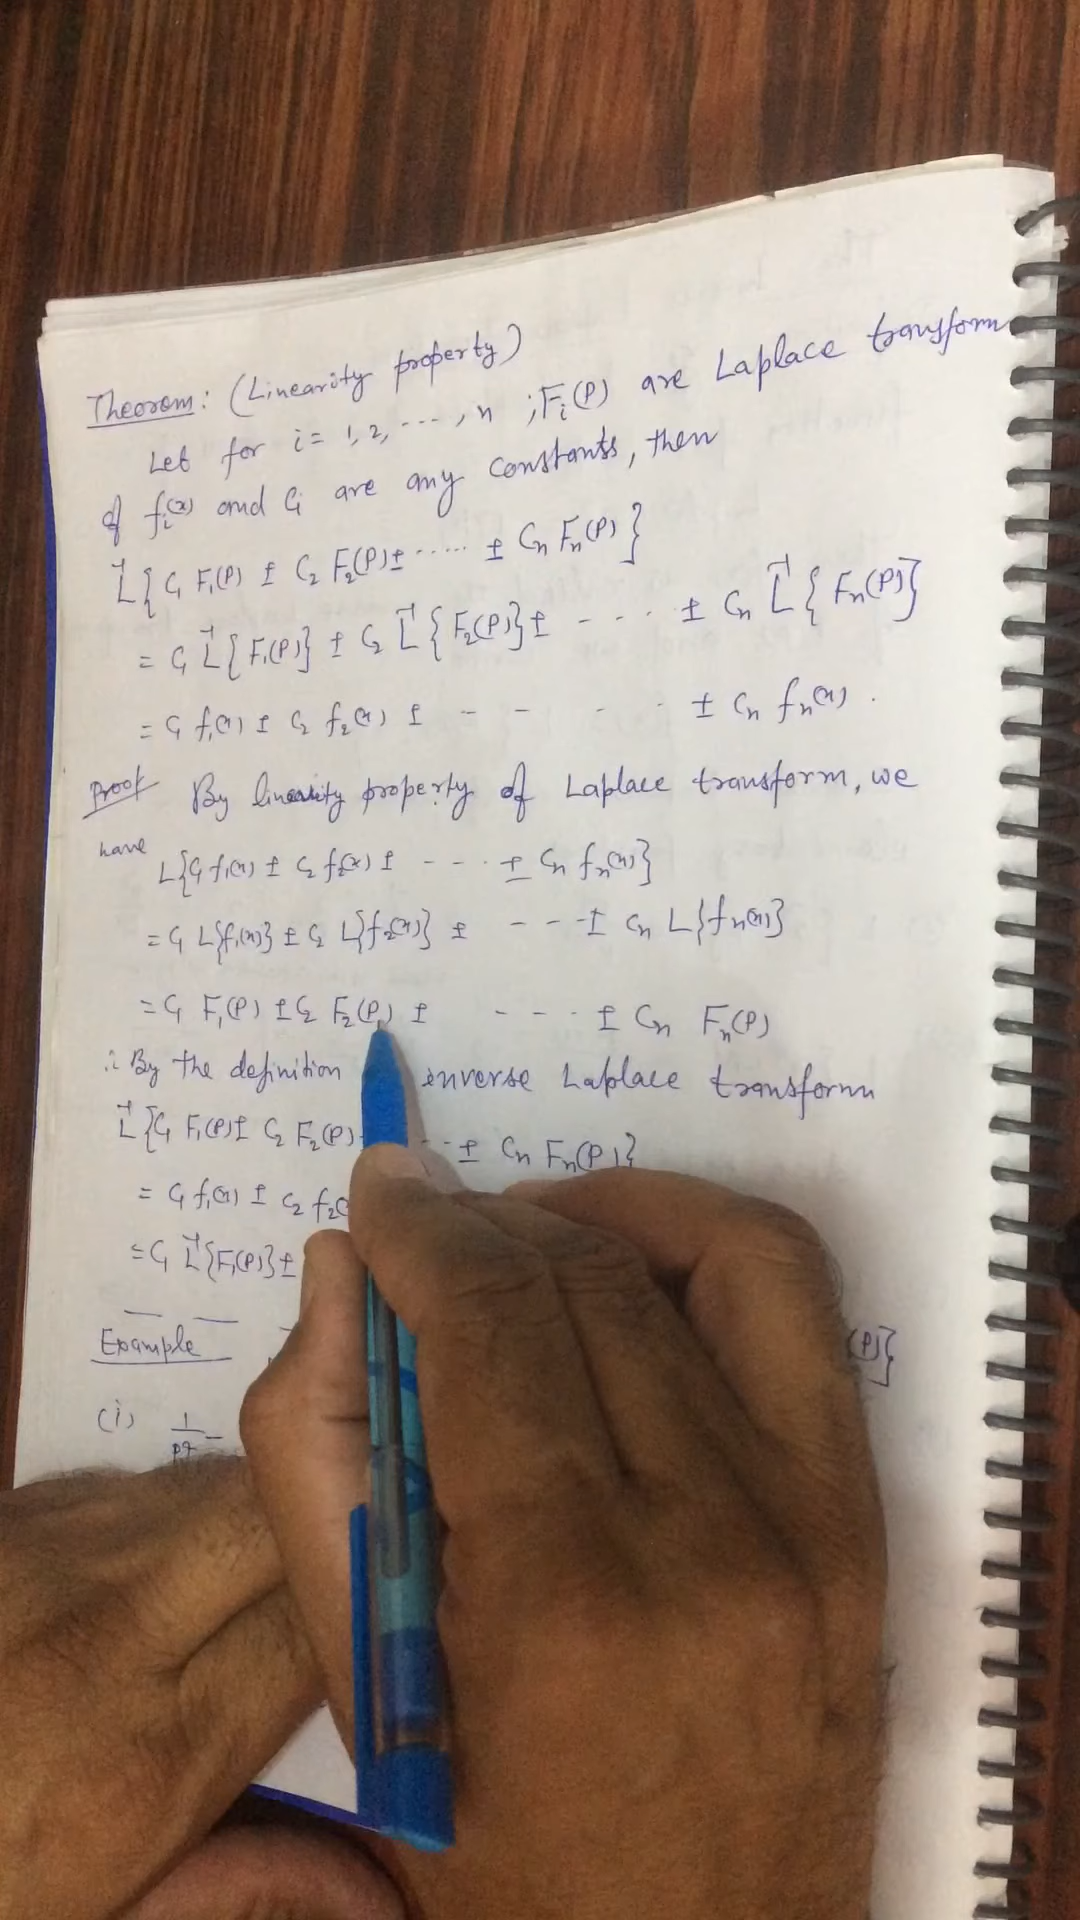 Theorem: (Linearity property)
Let for i = 1, 2, ..., n ; Fᵢ(P) are Laplace transform
of fᵢ(x) and Cᵢ are any constants, then
L⁻¹{C₁ F₁(P) ± C₂ F₂(P) ± ..... ± Cₙ Fₙ(P)}
= C₁ L⁻¹{F₁(P)} ± C₂ L⁻¹{F₂(P)} ± - - - ± Cₙ L⁻¹{Fₙ(P)}
= C₁ f₁(x) ± C₂ f₂(x) ± - - - - ± Cₙ fₙ(x).
Proof By linearity property of Laplace transform, we
have
L{C₁ f₁(x) ± C₂ f₂(x) ± - - - ± Cₙ fₙ(x)}
= C₁ L{f₁(x)} ± C₂ L{f₂(x)} ± - - - ± Cₙ L{fₙ(x)}
= C₁ F₁(P) ± C₂ F₂(P) ± - - - ± Cₙ Fₙ(P)
∴ By the definition inverse Laplace transform
L⁻¹{C₁ F₁(P) ± C₂ F₂(P) ... ± Cₙ Fₙ(P)}
= C₁ f₁(x) ± C₂ f₂(
= C₁ L⁻¹{F₁(P)} ±
Example (P)}
(i) 1/p² -